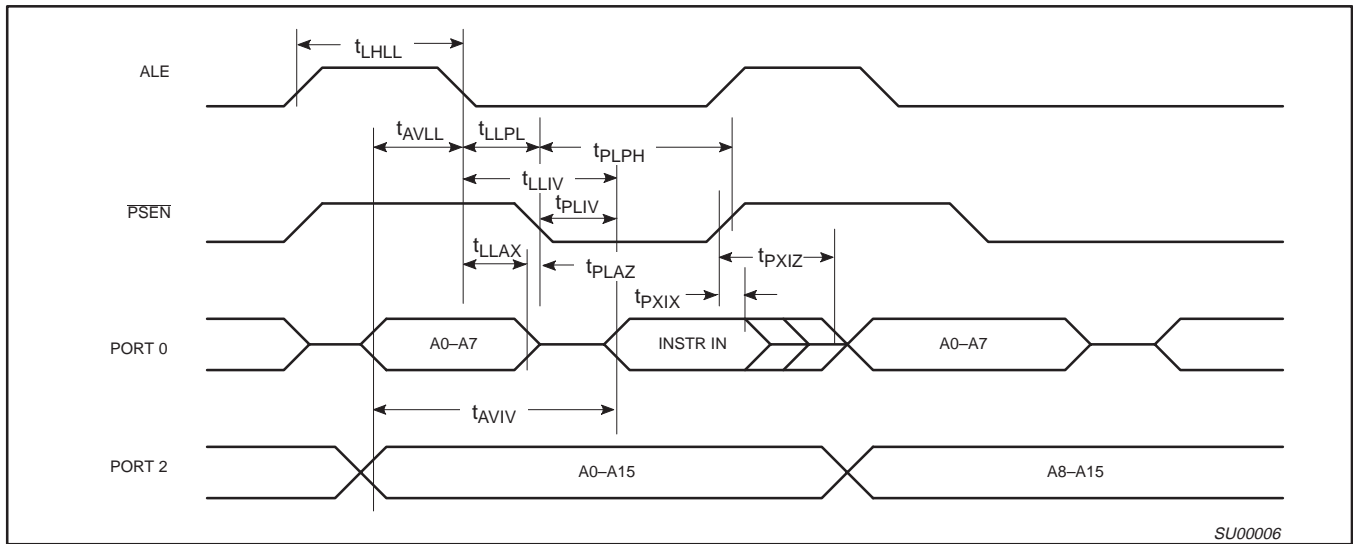 tLHLL
ALE
tAVLL
tLLPL
tPLPH
tLLIV
PSEN
tPLIV
tLLAX
tPLAZ
tPXIZ
tPXIX
PORT 0
A0–A7
INSTR IN
A0–A7
tAVIV
PORT 2
A0–A15
A8–A15
SU00006